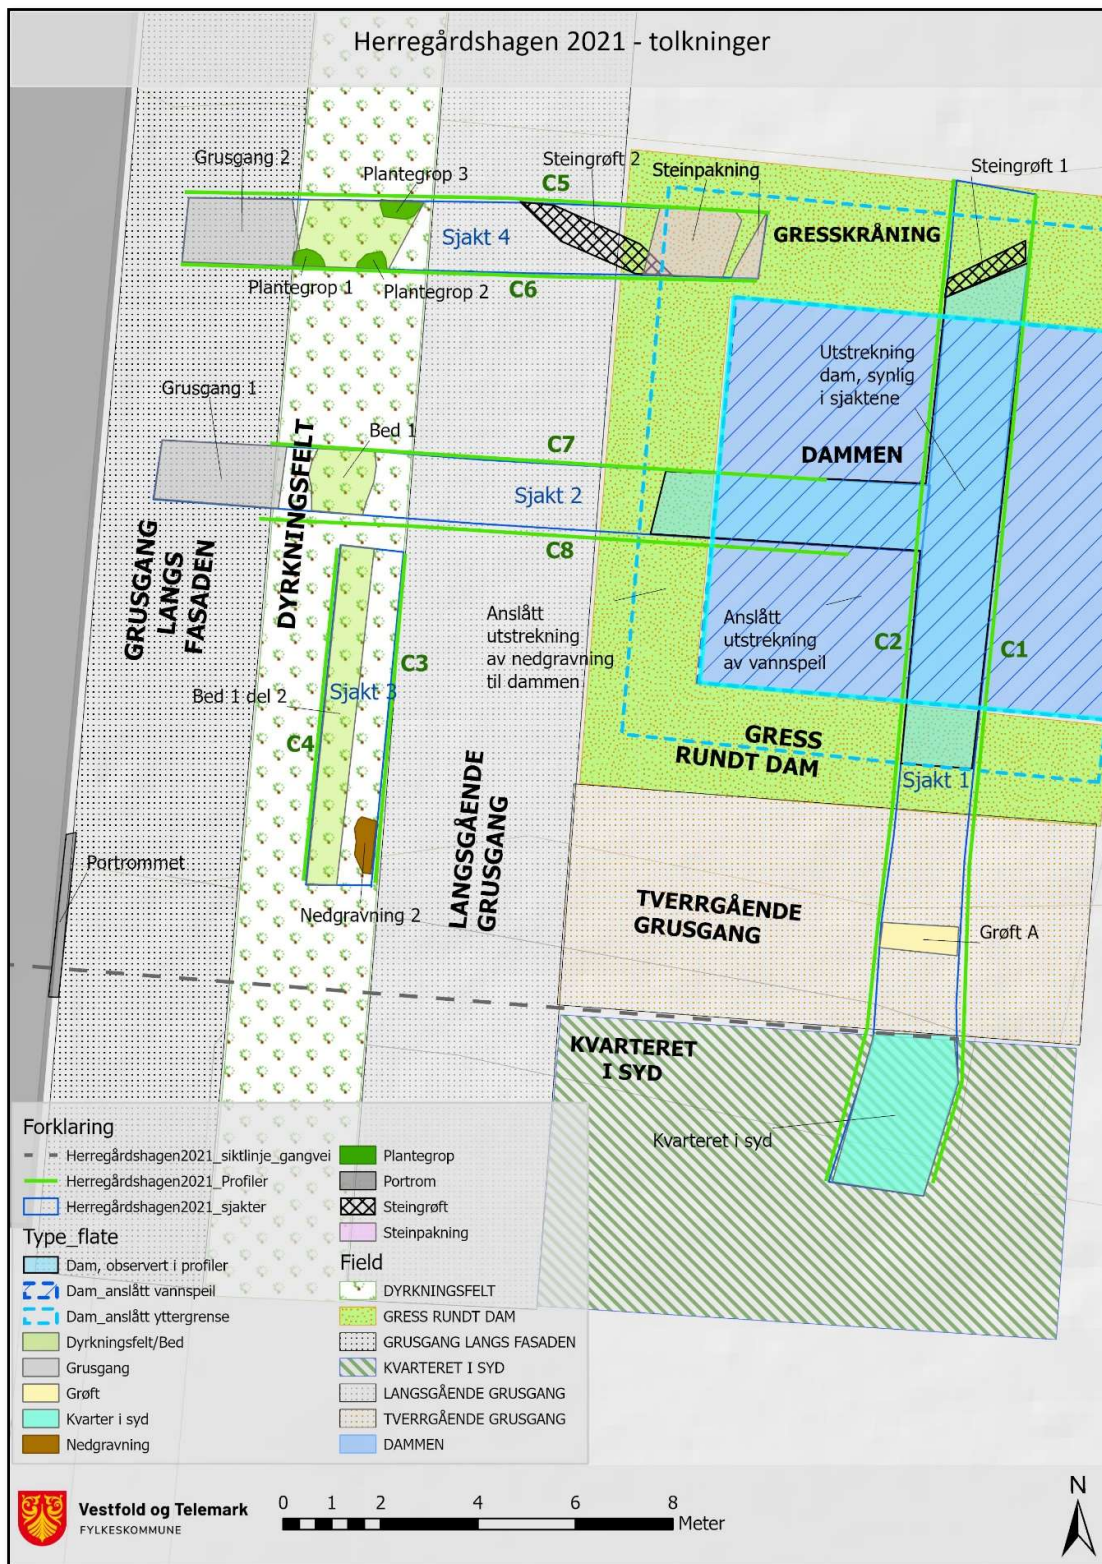 Herregårdshagen 2021 - tolkninger
Grusgang 2
Plantegrop 3
Steingrøft 2
C5
Steinpakning
Steingrøft 1
Sjakt 4
GRESSKRÅNING
Plantegrop 1
Plantegrop 2
C6
Utstrekning
dam, synlig
i sjaktene
Grusgang 1
Bed 1
C7
DAMMEN
Sjakt 2
C8
GRUSGANG
LANGS
FASADEN
DYRKNINGSFELT
Anslått
utstrekning
av nedgravning
til dammen
Anslått
utstrekning
av vannspeil
C2
C1
C3
Bed 1 del 2
Sjakt 3
C4
GRESS
RUNDT DAM
Sjakt 1
LANGSGÅENDE
GRUSGANG
Portrommet
Nedgravning 2
TVERRGÅENDE
GRUSGANG
Grøft A
KVARTERET
I SYD
Kvarteret i syd
Forklaring
Herregårdshagen2021_siktlinje_gangvei
Herregårdshagen2021_Profiler
Herregårdshagen2021_sjakter
Type_flate
Dam, observert i profiler
Dam_anslått vannspeil
Dam_anslått yttergrense
Dyrkningsfelt/Bed
Grusgang
Grøft
Kvarter i syd
Nedgravning
Plantegrop
Portrom
Steingrøft
Steinpakning
Field
DYRKNINGSFELT
GRESS RUNDT DAM
GRUSGANG LANGS FASADEN
KVARTERET I SYD
LANGSGÅENDE GRUSGANG
TVERRGÅENDE GRUSGANG
DAMMEN
Vestfold og Telemark
FYLKESKOMMUNE
0 1 2 4 6 8
Meter
N